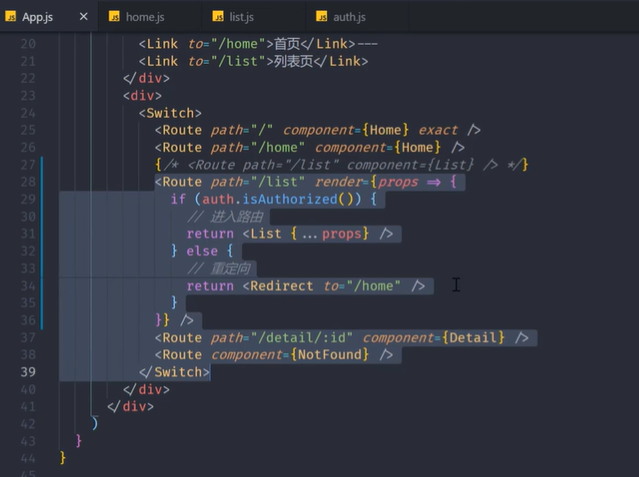 App.js × home.js list.js auth.js
20 <Link to="/home">首页</Link>---
21 <Link to="/list">列表页</Link>
22 </div>
23 <div>
24 <Switch>
25 <Route path="/" component={Home} exact />
26 <Route path="/home" component={Home} />
27 {/* <Route path="/list" component={List} /> */}
28 <Route path="/list" render={props => {
29 if (auth.isAuthorized()) {
30 // 进入路由
31 return <List {...props} />
32 } else {
33 // 重定向
34 return <Redirect to="/home" />
35 }
36 }} />
37 <Route path="/detail/:id" component={Detail} />
38 <Route component={NotFound} />
39 </Switch>
40 </div>
41 </div>
42 )
43 }
44 }
45